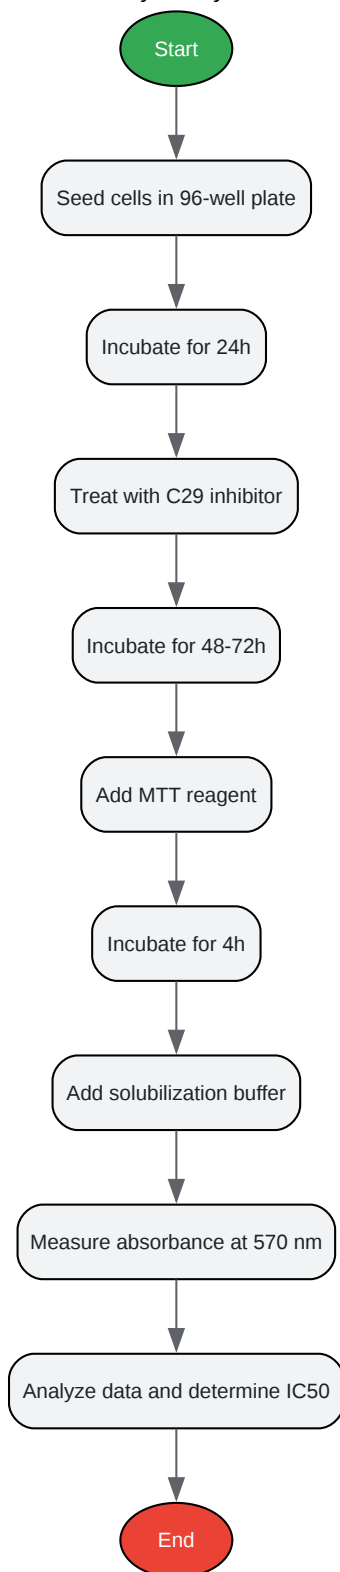 Start
Seed cells in 96-well plate
Incubate for 24h
Treat with C29 inhibitor
Incubate for 48-72h
Add MTT reagent
Incubate for 4h
Add solubilization buffer
Measure absorbance at 570 nm
Analyze data and determine IC50
End